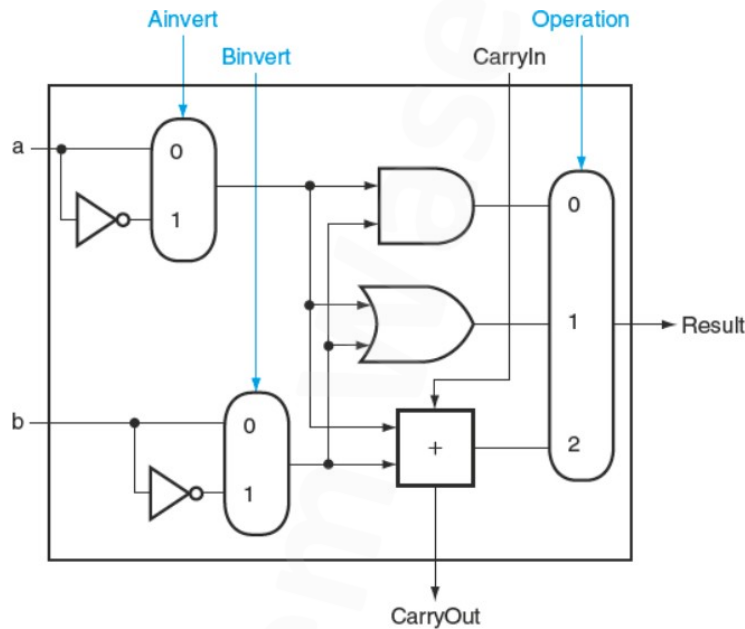 Ainvert
Operation
Binvert
CarryIn
a
0
1
0
1
Result
b
0
+
2
1
CarryOut